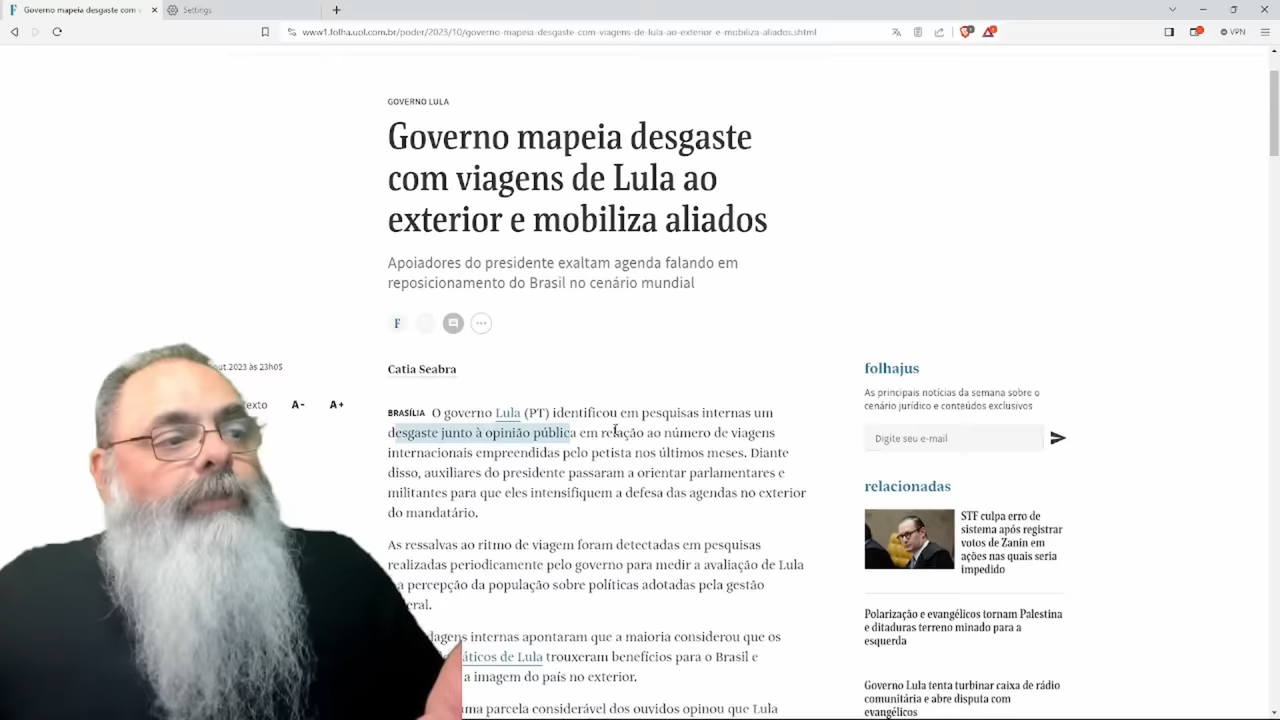 Governo mapeia desgaste com v
Settings
www1.folha.uol.com.br/poder/2023/10/governo-mapeia-desgaste-com-viagens-de-lula-ao-exterior-e-mobiliza-aliados.shtml
VPN
GOVERNO LULA
Governo mapeia desgaste
com viagens de Lula ao
exterior e mobiliza aliados
Apoiadores do presidente exaltam agenda falando em
reposicionamento do Brasil no cenário mundial
F
out.2023 às 23h05
A-
A+
Catia Seabra
BRASÍLIA O governo Lula (PT) identificou em pesquisas internas um
desgaste junto à opinião pública em relação ao número de viagens
internacionais empreendidas pelo petista nos últimos meses. Diante
disso, auxiliares do presidente passaram a orientar parlamentares e
militantes para que eles intensifiquem a defesa das agendas no exterior
do mandatário.
As ressalvas ao ritmo de viagem foram detectadas em pesquisas
realizadas periodicamente pelo governo para medir a avaliação de Lula
a percepção da população sobre políticas adotadas pela gestão
eral.
dagens internas apontaram que a maioria considerou que os
áticos de Lula trouxeram benefícios para o Brasil e
a imagem do país no exterior.
uma parcela considerável dos ouvidos opinou que Lula
folhajus
As principais notícias da semana sobre o
cenário jurídico e conteúdos exclusivos
Digite seu e-mail
relacionadas
STF culpa erro de
sistema após registrar
votos de Zanin em
ações nas quais seria
impedido
Polarização e evangélicos tornam Palestina
e ditaduras terreno minado para a
esquerda
Governo Lula tenta turbinar caixa de rádio
comunitária e abre disputa com
evangélicos